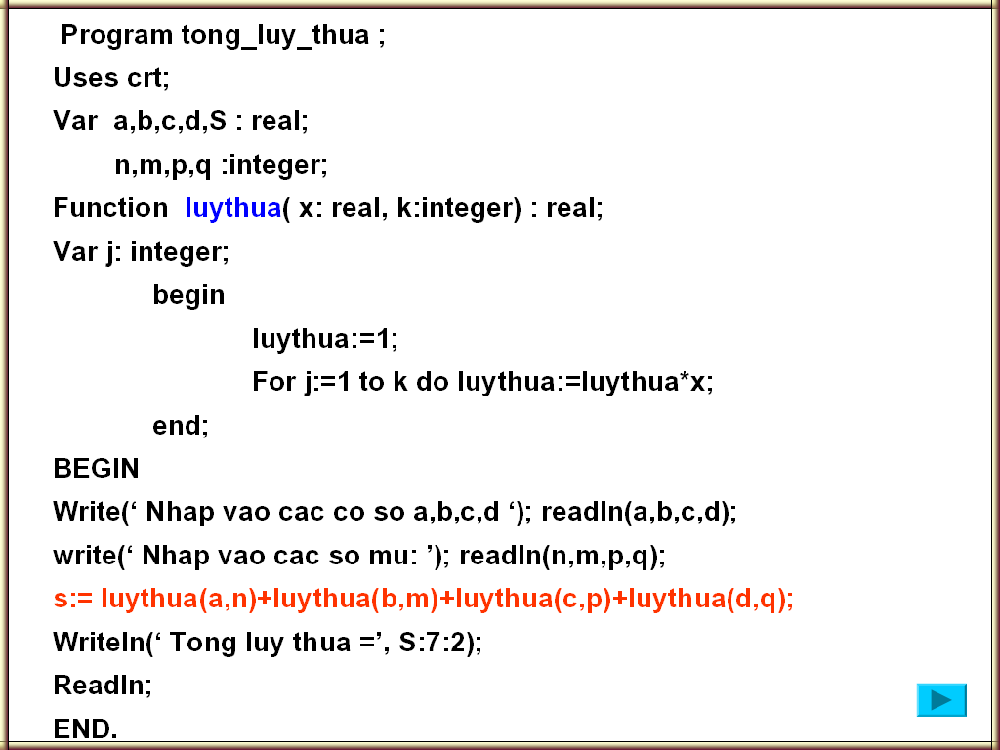 Program tong_luy_thua ;
Uses crt;
Var a,b,c,d,S : real;
n,m,p,q :integer;
Function luythua( x: real, k:integer) : real;
Var j: integer;
begin
luythua:=1;
For j:=1 to k do luythua:=luythua*x;
end;
BEGIN
Write(‘ Nhap vao cac co so a,b,c,d ‘); readln(a,b,c,d);
write(‘ Nhap vao cac so mu: ’); readln(n,m,p,q);
s:= luythua(a,n)+luythua(b,m)+luythua(c,p)+luythua(d,q);
Writeln(‘ Tong luy thua =’, S:7:2);
Readln;
END.